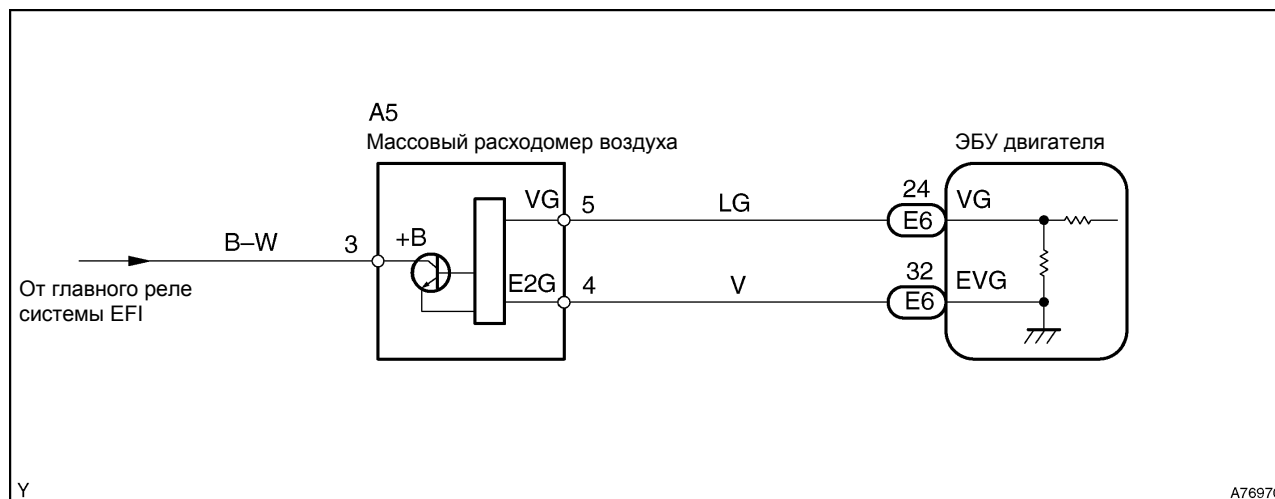 A5
Массовый расходомер воздуха
ЭБУ двигателя
VG
5
LG
24
E6
VG
B–W
3
+B
От главного реле
системы EFI
E2G
4
V
32
E6
EVG
Y
A76970